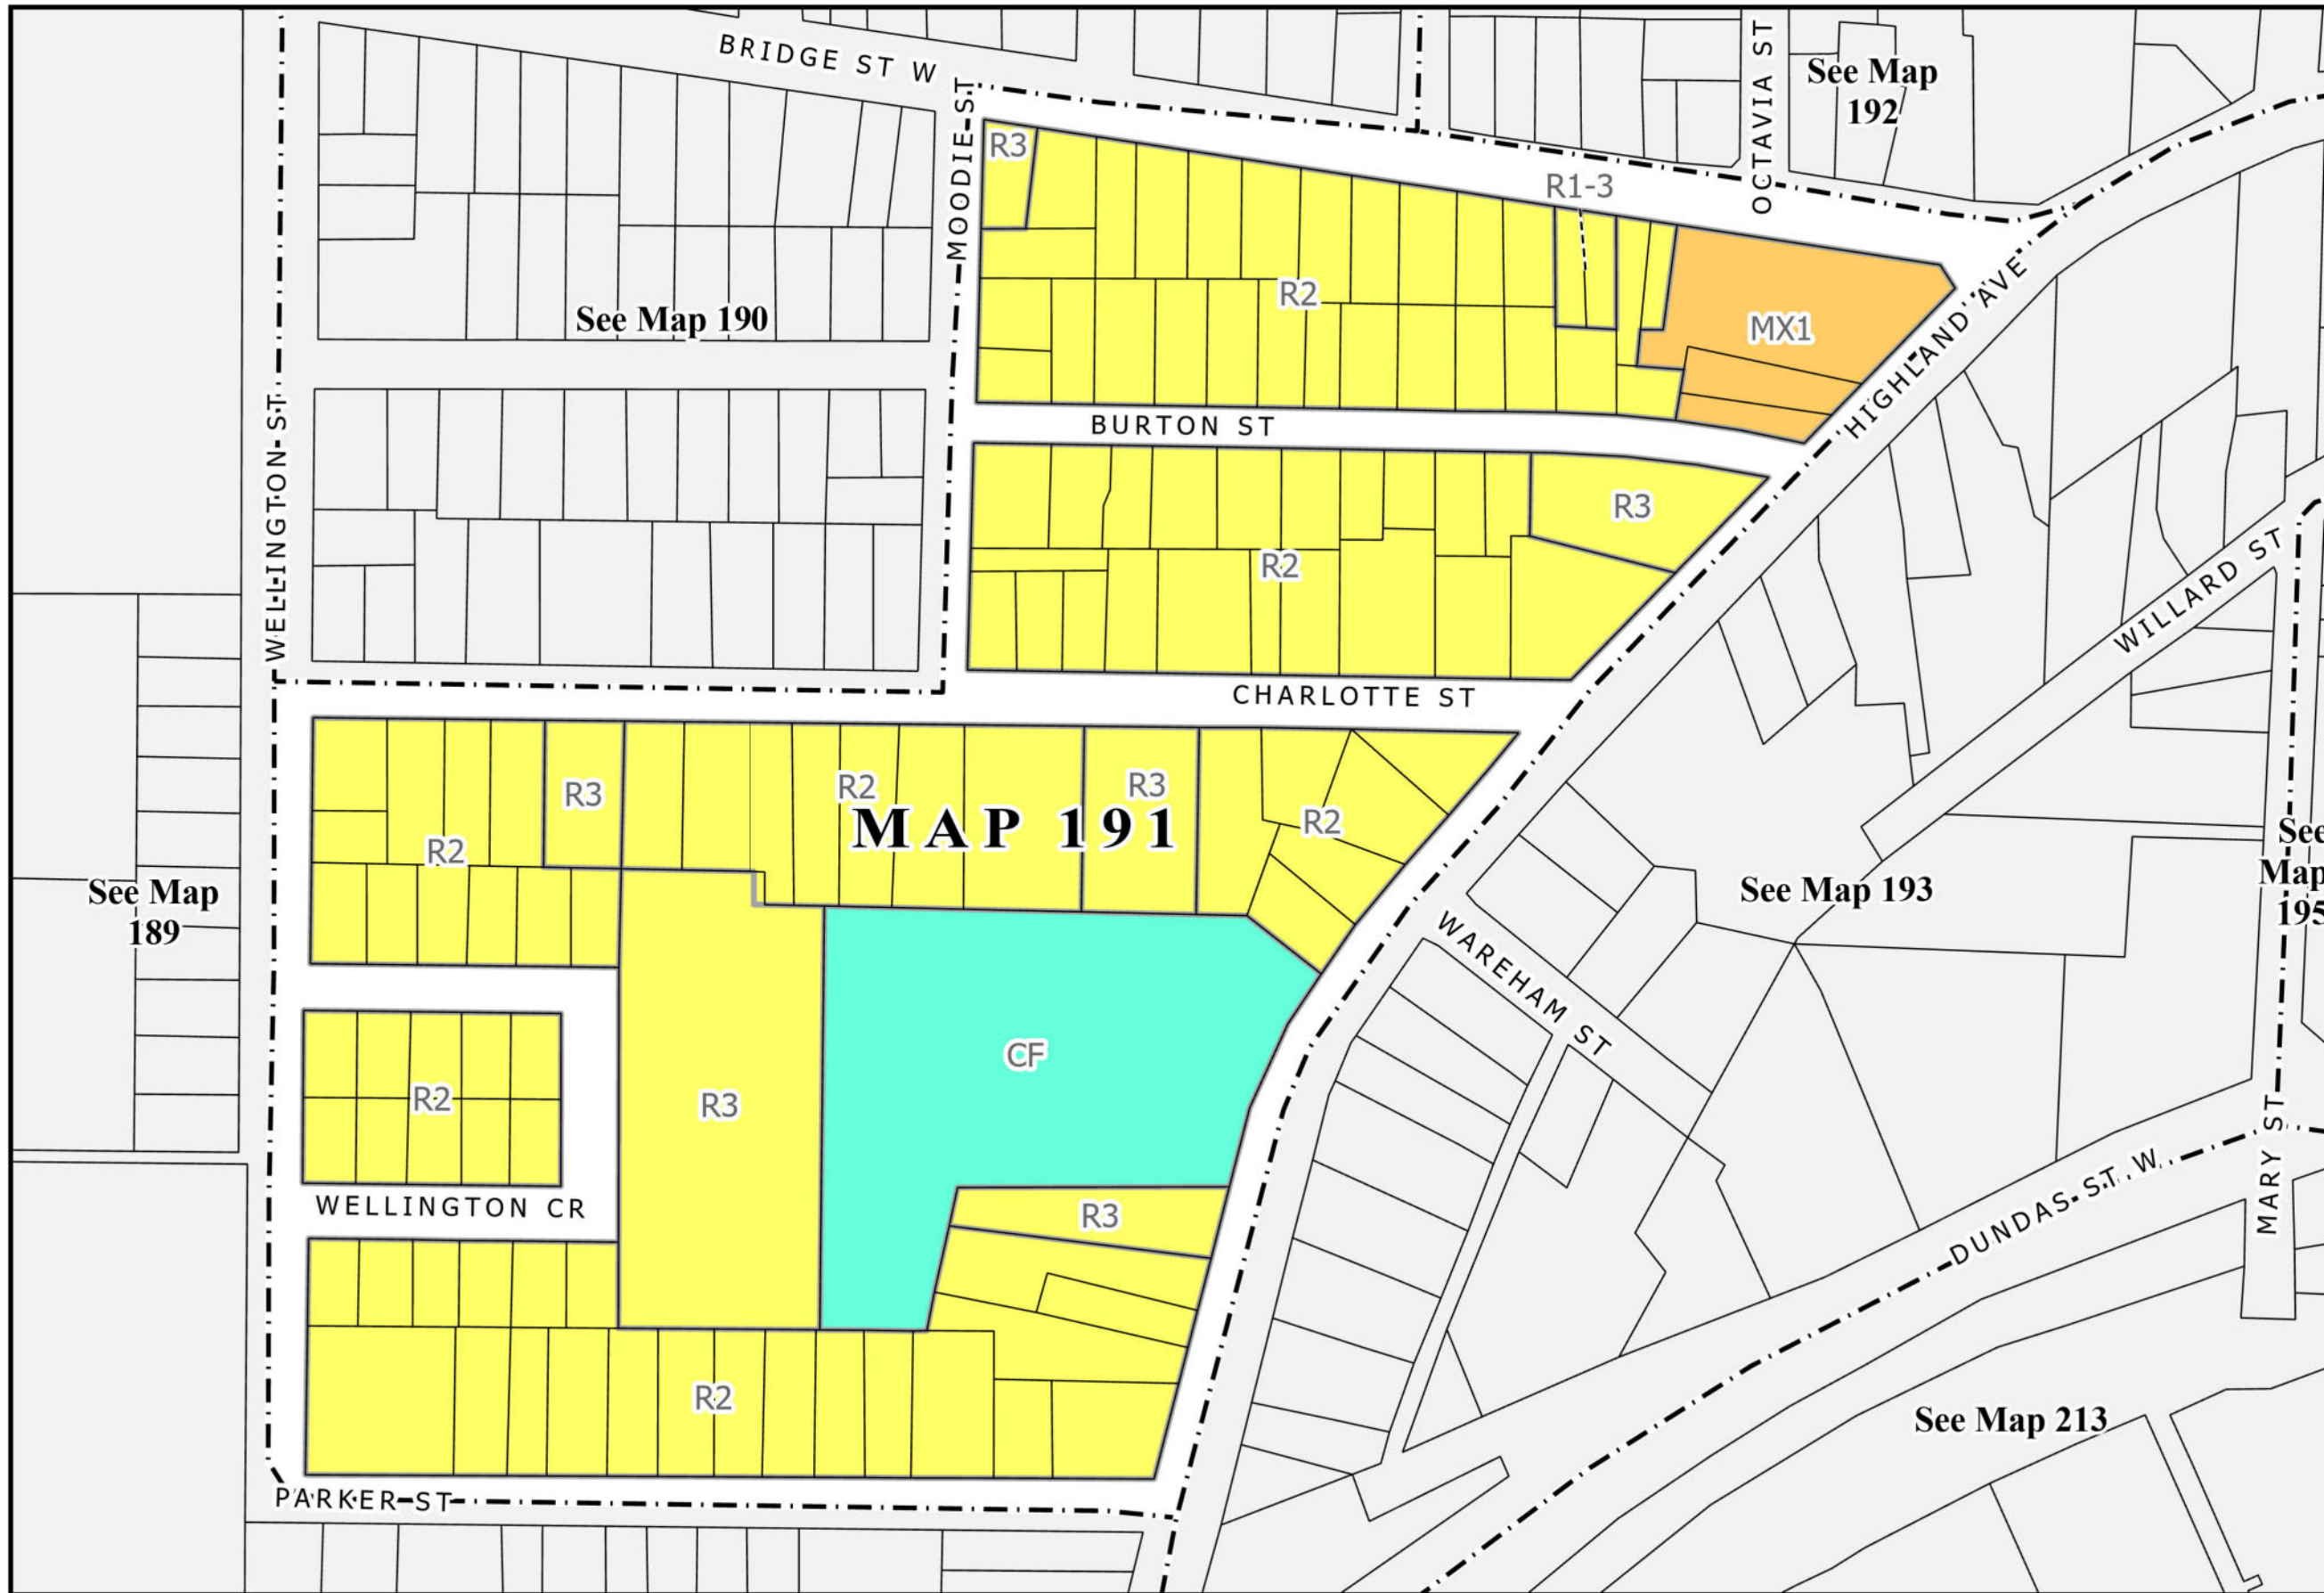 BRIDGE ST W
MOODIE ST
OCTAVIA ST
See Map
192
R3
R1-3
R2
MX1
See Map 190
HIGHLAND AVE
WELLINGTON ST
BURTON ST
R3
R2
WILLARD ST
CHARLOTTE ST
R3
R2
R3
R2
R2
MAP 191
See Map
189
See Map 193
See
Map
195
WAREHAM ST
CF
R2
R3
WELLINGTON CR
R3
MARY ST
DUNDAS ST W
R2
See Map 213
PARKER ST